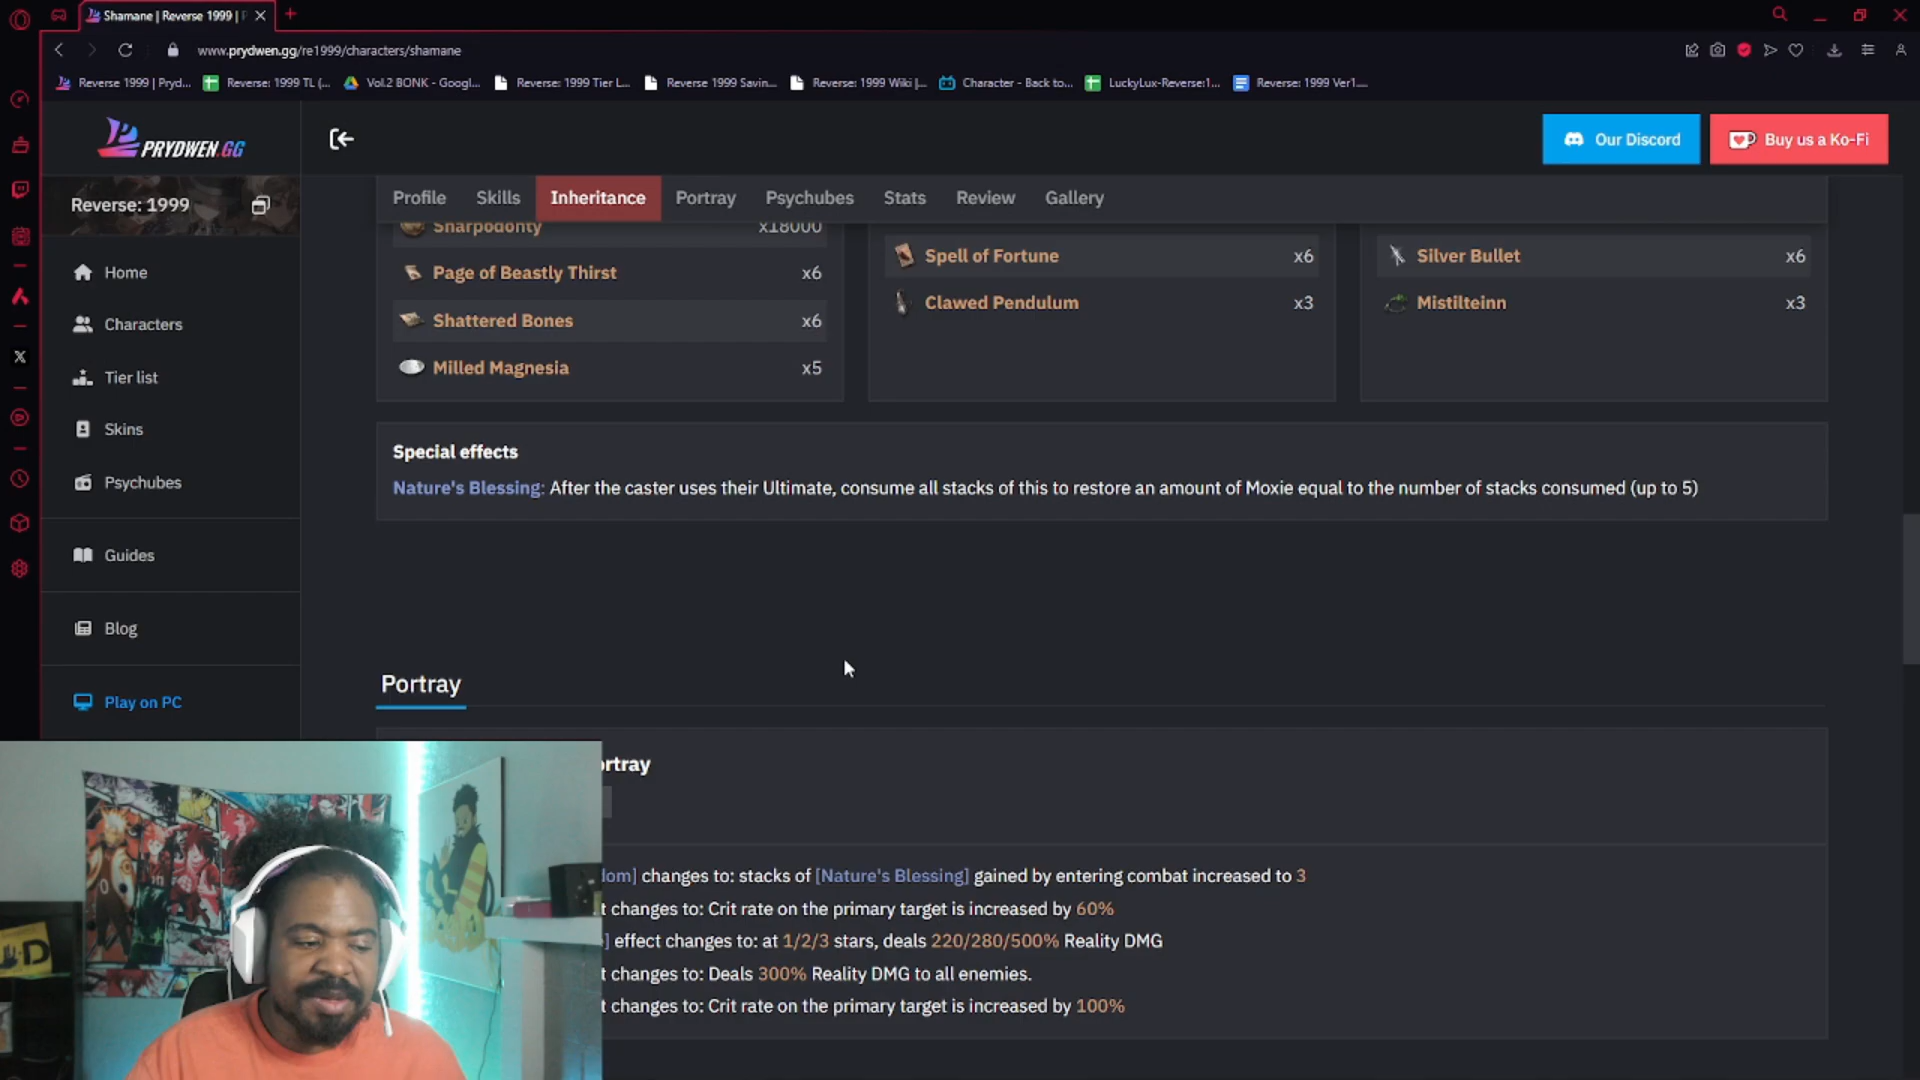 Shamane | Reverse 1999 | P
www.prydwen.gg/re1999/characters/shamane
Reverse 1999 | Pryd...
Reverse: 1999 TL (...
Vol.2 BONK - Googl...
Reverse: 1999 Tier L...
Reverse 1999 Savin...
Reverse: 1999 Wiki |...
Character - Back to...
LuckyLux-Reverse:1...
Reverse: 1999 Ver1....
PRYDWEN.GG
Our Discord
Buy us a Ko-Fi
Reverse: 1999
Profile
Skills
Inheritance
Portray
Psychubes
Stats
Review
Gallery
Home
Characters
Tier list
Skins
Psychubes
Guides
Blog
Play on PC
Sharpodonty x18000
Page of Beastly Thirst x6
Shattered Bones x6
Milled Magnesia x5
Spell of Fortune x6
Clawed Pendulum x3
Silver Bullet x6
Mistilteinn x3
Special effects
Nature's Blessing: After the caster uses their Ultimate, consume all stacks of this to restore an amount of Moxie equal to the number of stacks consumed (up to 5)
Portray
ortray
dom] changes to: stacks of [Nature's Blessing] gained by entering combat increased to 3
t changes to: Crit rate on the primary target is increased by 60%
] effect changes to: at 1/2/3 stars, deals 220/280/500% Reality DMG
t changes to: Deals 300% Reality DMG to all enemies.
t changes to: Crit rate on the primary target is increased by 100%